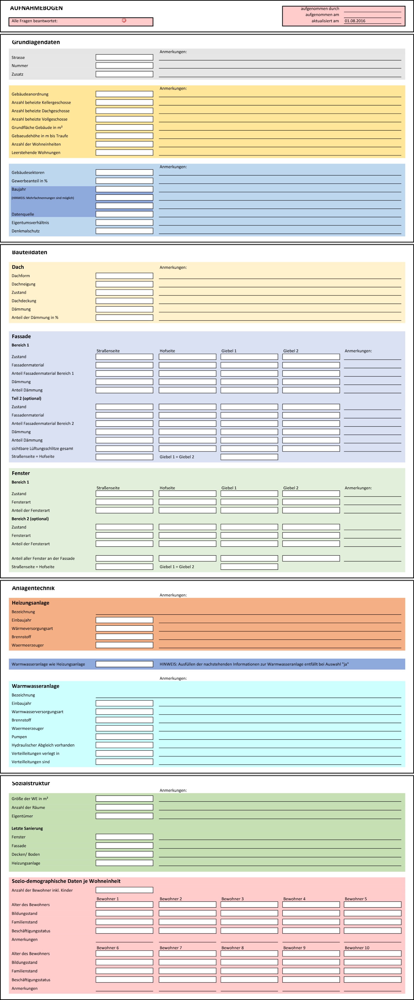 AUFNAHMEBOGEN
aufgenommen durch
aufgenommen am
Alle Fragen beantwortet:
aktualisiert am 01.08.2016
Grundlagendaten
Anmerkungen:
Strasse
Nummer
Zusatz
Anmerkungen:
Gebäudeanordnung
Anzahl beheizte Kellergeschosse
Anzahl beheizte Dachgeschosse
Anzahl beheizte Vollgeschosse
Grundfläche Gebäude in m²
Gebaeudehöhe in m bis Traufe
Anzahl der Wohneinheiten
Leerstehende Wohnungen
Anmerkungen:
Gebäudesektoren
Gewerbeanteil in %
Baujahr
(HINWEIS: Mehrfachnennungen sind möglich)
Datenquelle
Eigentumsverhältnis
Denkmalschutz
Bauteildaten
Dach Anmerkungen:
Dachform
Dachneigung
Zustand
Dachdeckung
Dämmung
Anteil der Dämmung in %
Fassade
Bereich 1
Straßenseite Hofseite Giebel 1 Giebel 2 Anmerkungen:
Zustand
Fassadenmaterial
Anteil Fassadenmaterial Bereich 1
Dämmung
Anteil Dämmung
Teil 2 (optional)
Zustand
Fassadenmaterial
Anteil Fassadenmaterial Bereich 2
Dämmung
Anteil Dämmung
sichtbare Lüftungsschlitze gesamt
Straßenseite = Hofseite Giebel 1 = Giebel 2
Fenster
Bereich 1
Straßenseite Hofseite Giebel 1 Giebel 2 Anmerkungen:
Zustand
Fensterart
Anteil der Fensterart
Bereich 2 (optional)
Zustand
Fensterart
Anteil der Fensterart
Anteil aller Fenster an der Fassade
Straßenseite = Hofseite Giebel 1 = Giebel 2
Anlagentechnik
Anmerkungen:
Heizungsanlage
Bezeichnung
Einbaujahr
Wärmeversorgungsart
Brennstoff
Waermeerzeuger
Warmwasseranlage wie Heizungsanlage HINWEIS: Ausfüllen der nachstehenden Informationen zur Warmwasseranlage entfällt bei Auswahl "ja"
Anmerkungen:
Warmwasseranlage
Bezeichnung
Einbaujahr
Warmwasserversorgungsart
Brennstoff
Waermeerzeuger
Pumpen
Hydraulischer Abgleich vorhanden
Verteilleitungen verlegt in
Verteilleitungen sind
Sozialstruktur
Anmerkungen:
Größe der WE in m²
Anzahl der Räume
Eigentümer
Letzte Sanierung
Fenster
Fassade
Decken/ Boden
Heizungsanlage
Sozio-demographische Daten je Wohneinheit
Anzahl der Bewohner inkl. Kinder
Bewohner 1 Bewohner 2 Bewohner 3 Bewohner 4 Bewohner 5
Alter des Bewohners
Bildungsstand
Familienstand
Beschäftigungsstatus
Anmerkungen
Bewohner 6 Bewohner 7 Bewohner 8 Bewohner 9 Bewohner 10
Alter des Bewohners
Bildungsstand
Familienstand
Beschäftigungsstatus
Anmerkungen